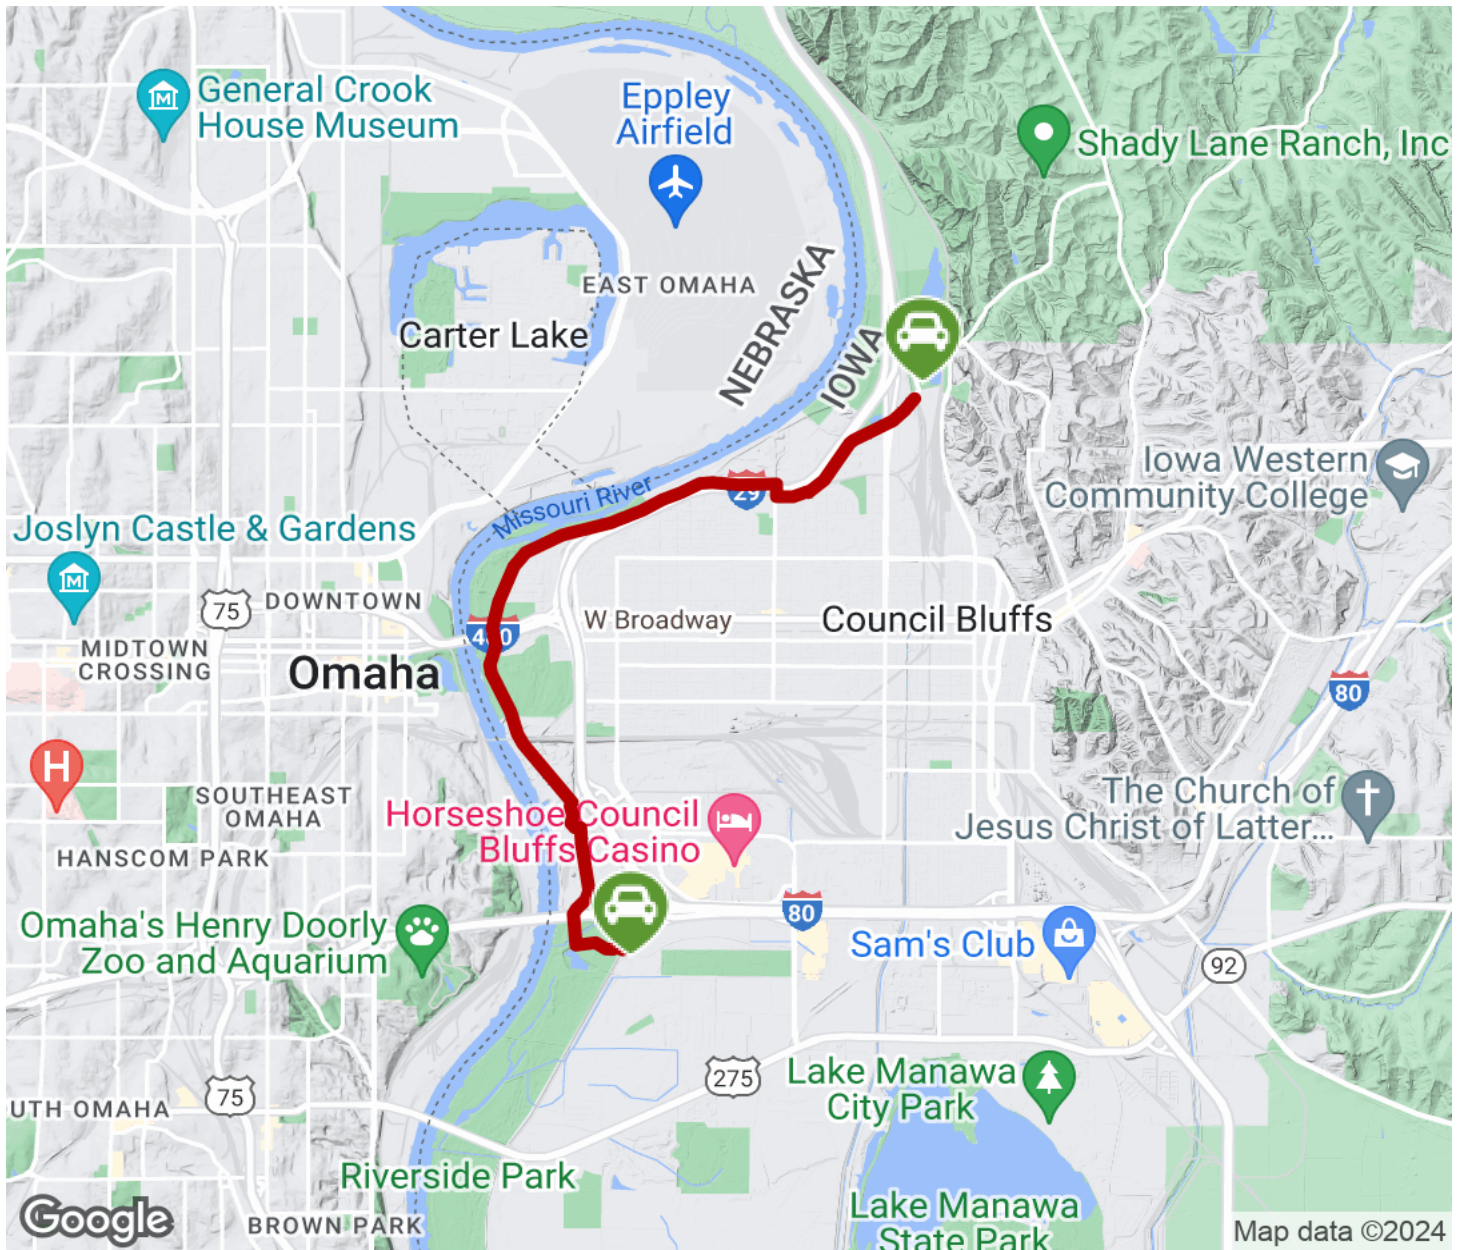 General Crook
House Museum
Eppley
Airfield
Shady Lane Ranch, Inc
EAST OMAHA
NEBRASKA
IOWA
Carter Lake
Iowa Western
Community College
29
Missouri River
Joslyn Castle & Gardens
75
DOWNTOWN
W Broadway
Council Bluffs
MIDTOWN
CROSSING
Omaha
80
H
SOUTHEAST
OMAHA
Horseshoe Council
Bluffs Casino
The Church of
Jesus Christ of Latter...
HANSCOM PARK
Omaha's Henry Doorly
Zoo and Aquarium
80
Sam's Club
92
275
Lake Manawa
City Park
75
UTH OMAHA
Riverside Park
Lake Manawa
State Park
Google
BROWN PARK
Map data ©2024